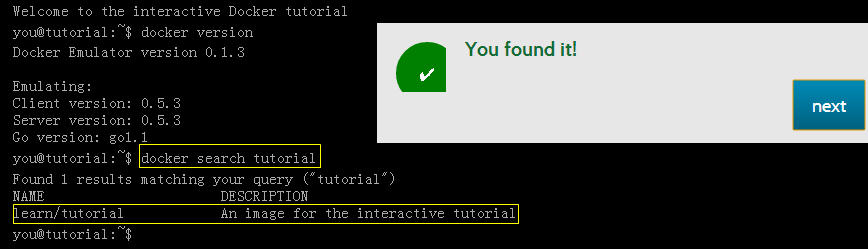 Welcome to the interactive Docker tutorial
you@tutorial:~$ docker version
Docker Emulator version 0.1.3
Emulating:
Client version: 0.5.3
Server version: 0.5.3
Go version: go1.1
you@tutorial:~$ docker search tutorial
Found 1 results matching your query ("tutorial")
NAME DESCRIPTION
learn/tutorial An image for the interactive tutorial
you@tutorial:~$
You found it!
next